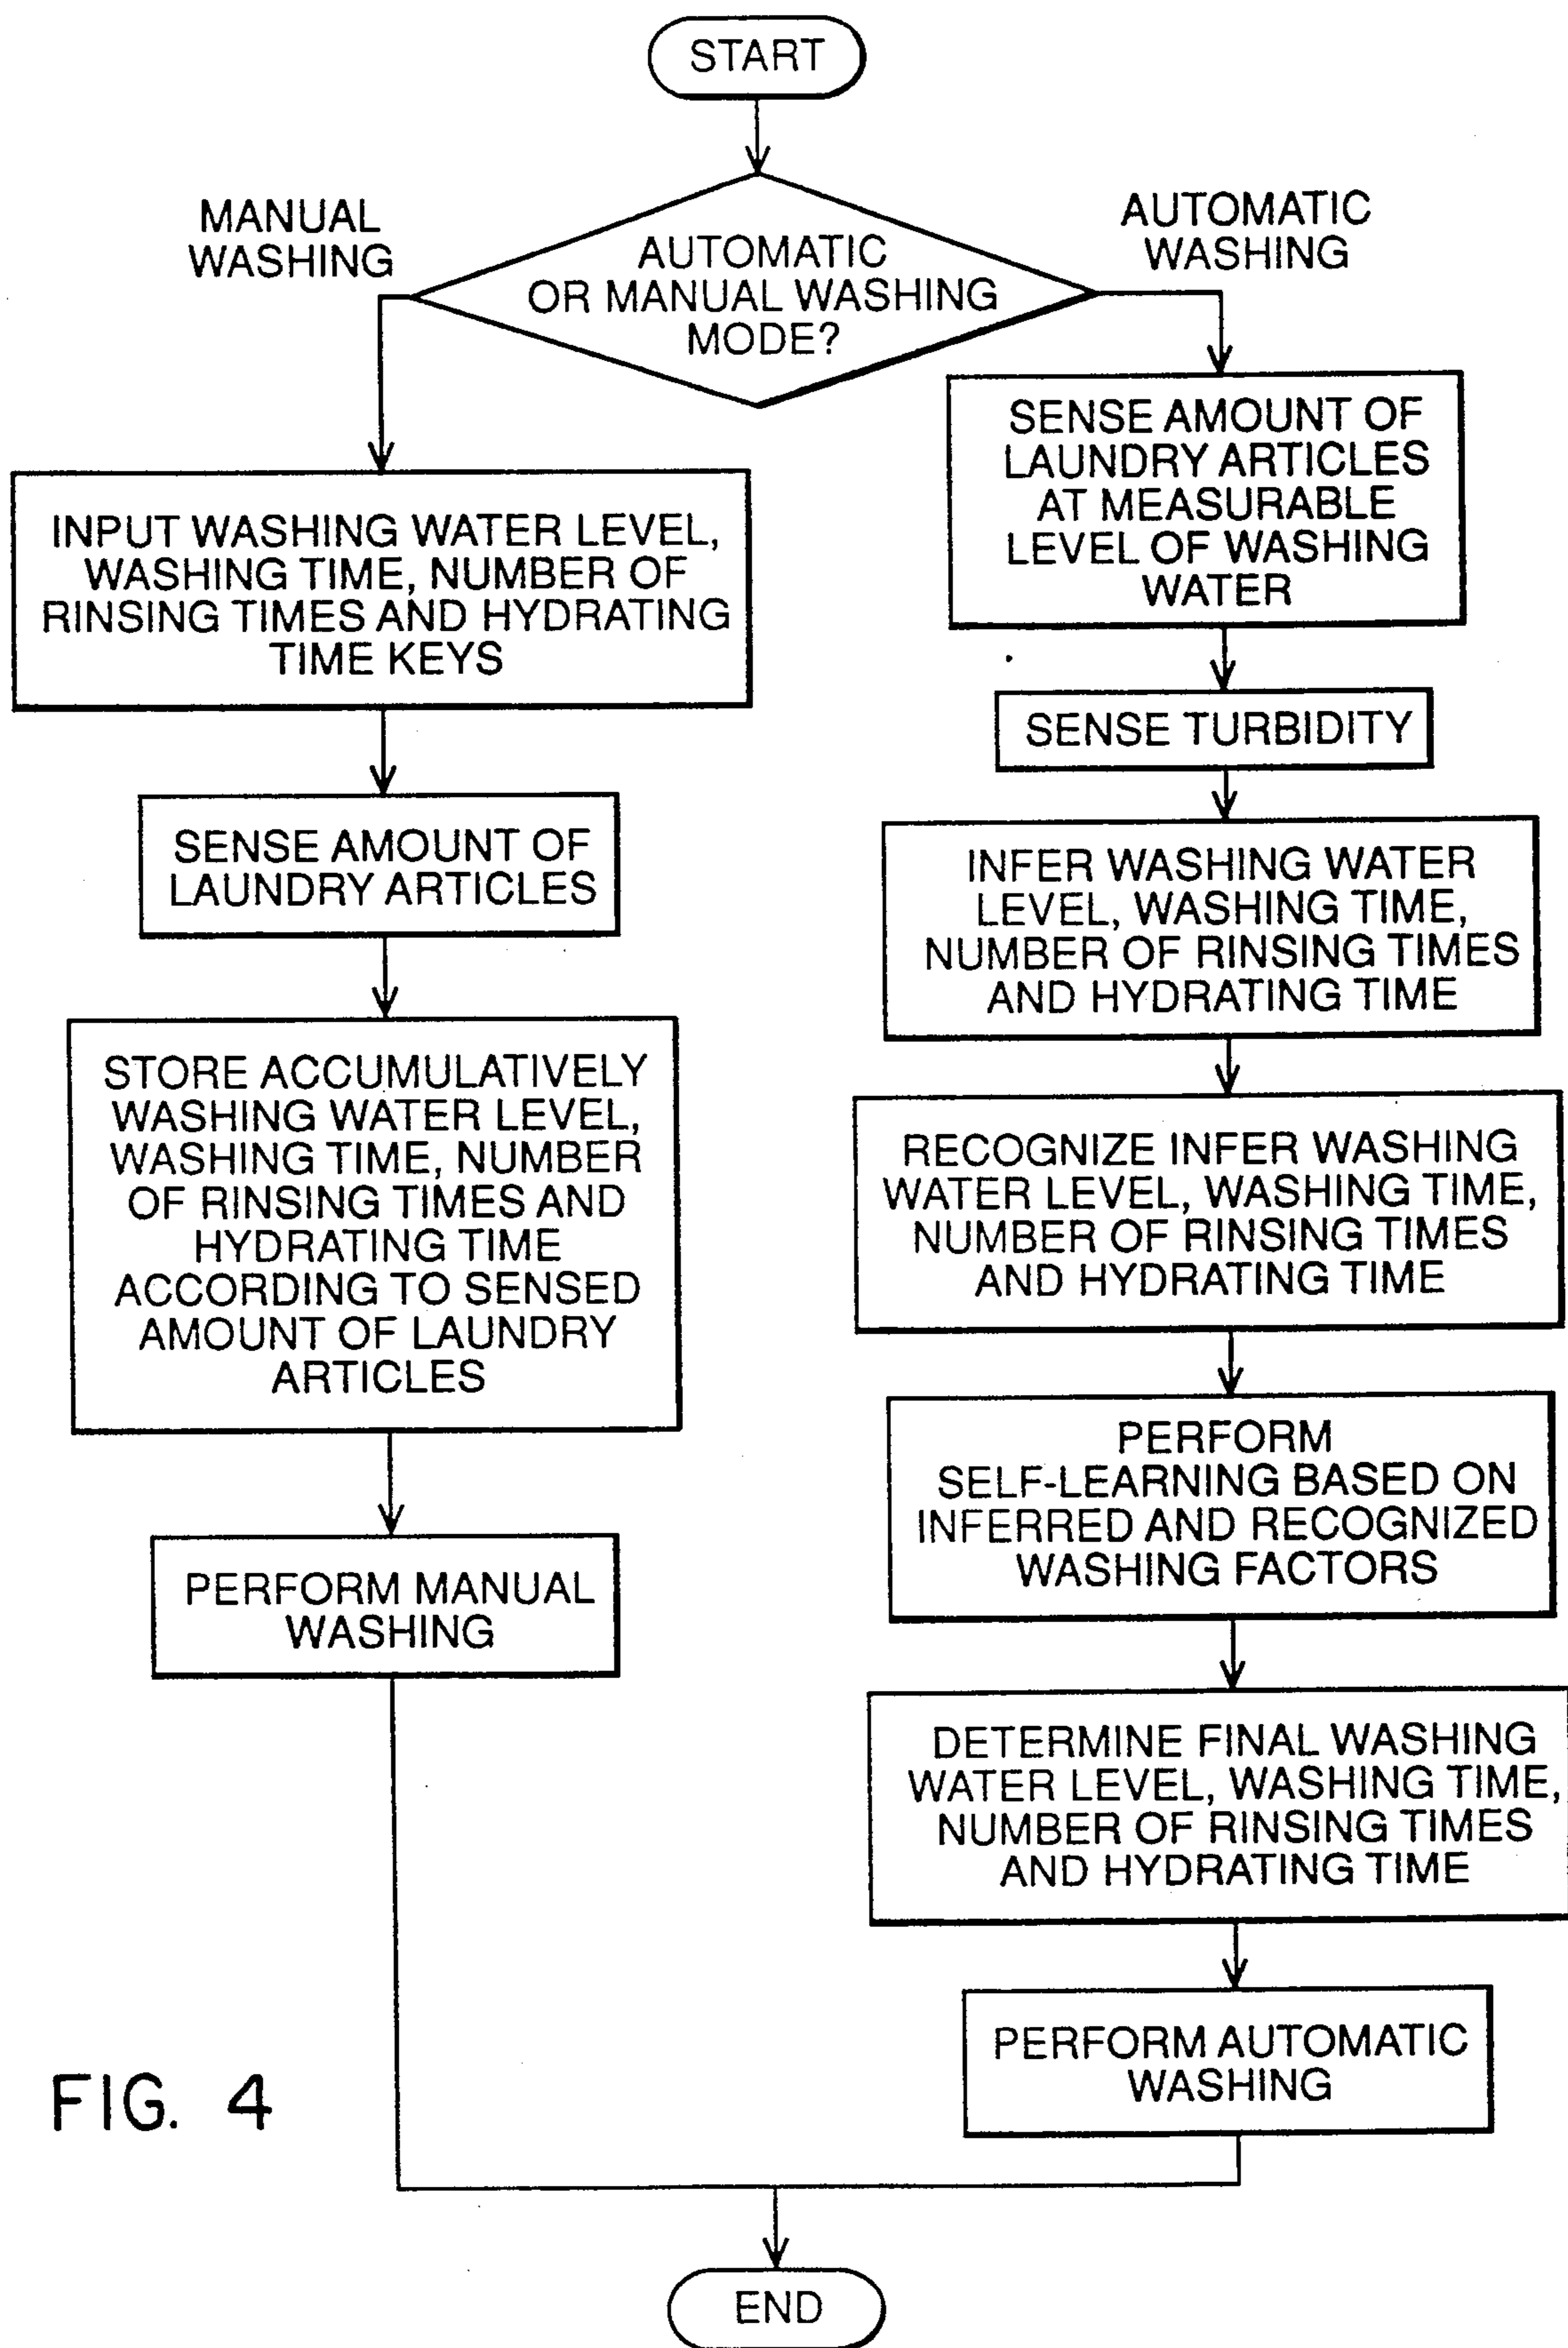 START
AUTOMATIC
OR MANUAL WASHING
MODE?
MANUAL
WASHING
INPUT WASHING WATER LEVEL,
WASHING TIME, NUMBER OF
RINSING TIMES AND HYDRATING
TIME KEYS
SENSE AMOUNT OF
LAUNDRY ARTICLES
STORE ACCUMULATIVELY
WASHING WATER LEVEL,
WASHING TIME, NUMBER
OF RINSING TIMES AND
HYDRATING TIME
ACCORDING TO SENSED
AMOUNT OF LAUNDRY
ARTICLES
PERFORM MANUAL
WASHING
AUTOMATIC
WASHING
SENSE AMOUNT OF
LAUNDRY ARTICLES
AT MEASURABLE
LEVEL OF WASHING
WATER
SENSE TURBIDITY
INFER WASHING WATER
LEVEL, WASHING TIME,
NUMBER OF RINSING TIMES
AND HYDRATING TIME
RECOGNIZE INFER WASHING
WATER LEVEL, WASHING TIME,
NUMBER OF RINSING TIMES
AND HYDRATING TIME
PERFORM
SELF-LEARNING BASED ON
INFERRED AND RECOGNIZED
WASHING FACTORS
DETERMINE FINAL WASHING
WATER LEVEL, WASHING TIME,
NUMBER OF RINSING TIMES
AND HYDRATING TIME
PERFORM AUTOMATIC
WASHING
END
FIG. 4